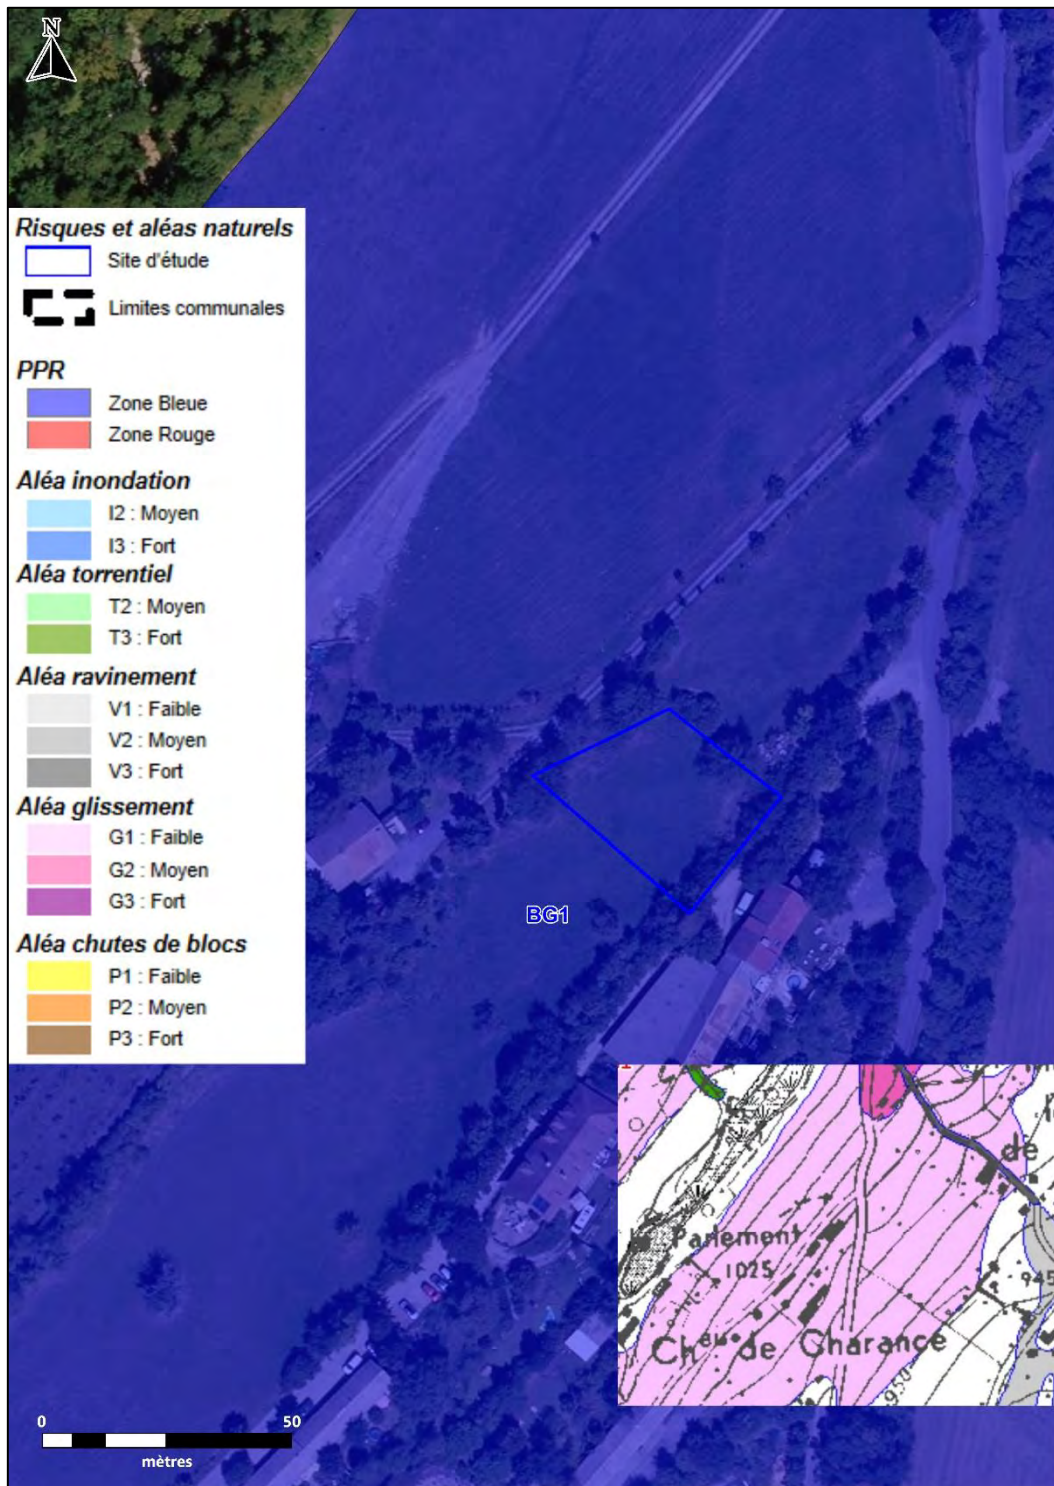 N
Risques et aléas naturels
Site d'étude
Limites communales
PPR
Zone Bleue
Zone Rouge
Aléa inondation
I2 : Moyen
I3 : Fort
Aléa torrentiel
T2 : Moyen
T3 : Fort
Aléa ravinement
V1 : Faible
V2 : Moyen
V3 : Fort
Aléa glissement
G1 : Faible
G2 : Moyen
G3 : Fort
Aléa chutes de blocs
P1 : Faible
P2 : Moyen
P3 : Fort
BG1
de
Parlement
1025
945
Cheau de Charance
950
0 50
mètres